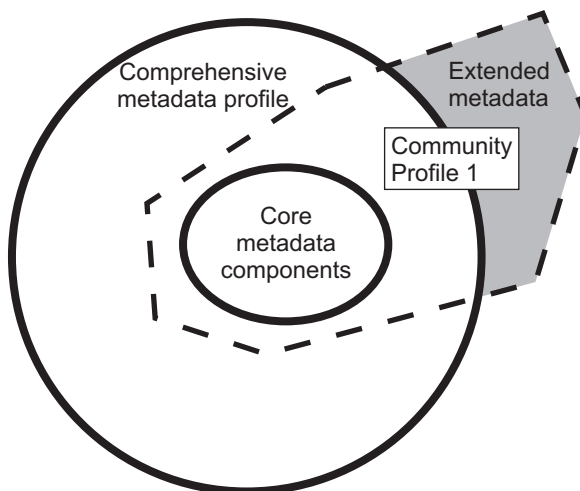 Comprehensive
metadata profile
Extended
metadata
Community
Profile 1
Core
metadata
components